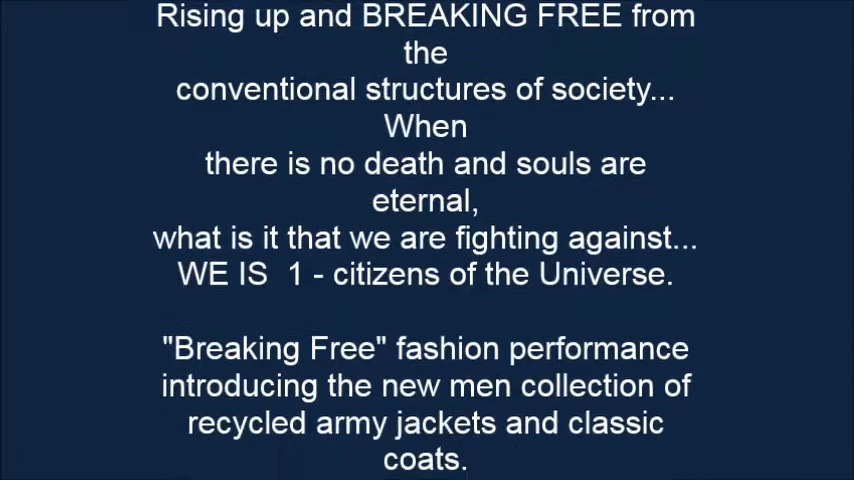 Rising up and BREAKING FREE from
the
conventional structures of society...
When
there is no death and souls are
eternal,
what is it that we are fighting against...
WE IS  1 - citizens of the Universe.
"Breaking Free" fashion performance
introducing the new men collection of
recycled army jackets and classic
coats.